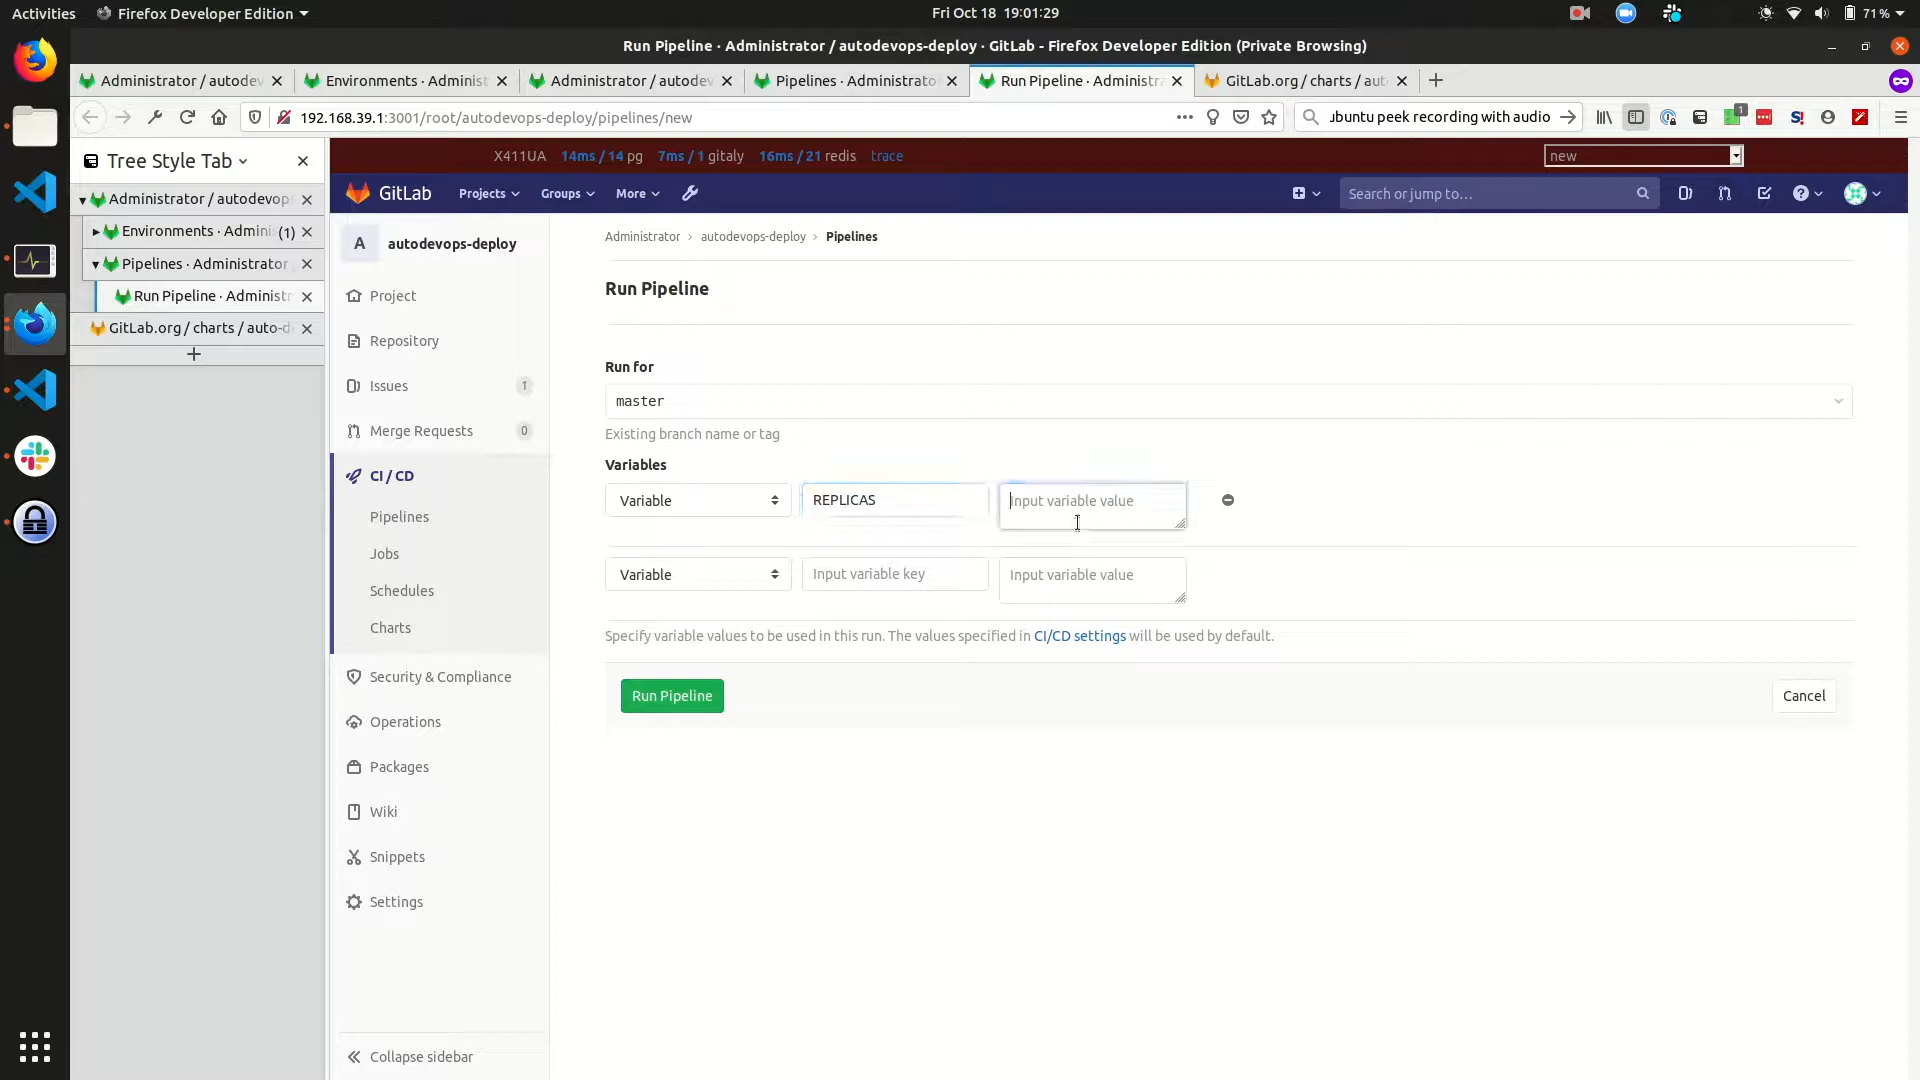 Activities
Firefox Developer Edition
Fri Oct 18 19:01:29
71 %
Run Pipeline · Administrator / autodevops-deploy · GitLab - Firefox Developer Edition (Private Browsing)
Administrator / autodev
Environments · Administ
Administrator / autodev
Pipelines · Administrato
Run Pipeline · Administra
GitLab.org / charts / aut
192.168.39.1:3001/root/autodevops-deploy/pipelines/new
ubuntu peek recording with audio
1
Tree Style Tab
Administrator / autodevops
Environments · Adminis (1)
Pipelines · Administrator
Run Pipeline · Administr
GitLab.org / charts / auto-d
X411UA 14ms / 14 pg 7ms / 1 gitaly 16ms / 21 redis trace
new
GitLab
Projects
Groups
More
Search or jump to...
A
autodevops-deploy
Project
Repository
Issues 1
Merge Requests 0
CI / CD
Pipelines
Jobs
Schedules
Charts
Security & Compliance
Operations
Packages
Wiki
Snippets
Settings
Collapse sidebar
Administrator › autodevops-deploy › Pipelines
Run Pipeline
Run for
master
Existing branch name or tag
Variables
Variable REPLICAS Input variable value
Variable Input variable key Input variable value
Specify variable values to be used in this run. The values specified in CI/CD settings will be used by default.
Run Pipeline
Cancel